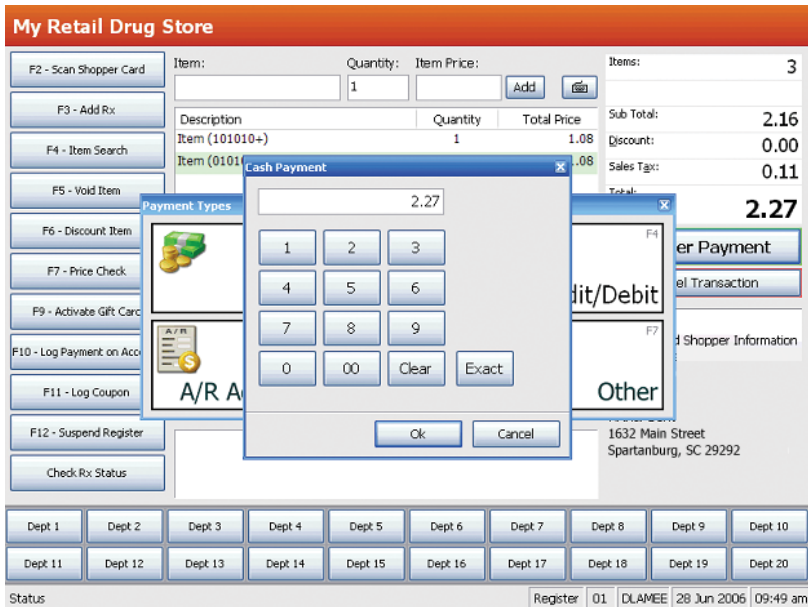 My Retail Drug Store
F2 - Scan Shopper Card
F3 - Add Rx
F4 - Item Search
F5 - Void Item
F6 - Discount Item
F7 - Price Check
F9 - Activate Gift Card
F10 - Log Payment on Acco
F11 - Log Coupon
F12 - Suspend Register
Check Rx Status
Item: Quantity: Item Price:
1 Add
Description Quantity Total Price
Item (101010+) 1 1.08
Item (0101 .08
Items: 3
Sub Total: 2.16
Discount: 0.00
Sales Tax: 0.11
Total: 2.27
er Payment
el Transaction
d Shopper Information
1632 Main Street
Spartanburg, SC 29292
Payment Types
F4
dit/Debit
A/R
A/R A
F7
Other
Cash Payment
2.27
1 2 3
4 5 6
7 8 9
0 00 Clear Exact
Ok Cancel
Dept 1 Dept 2 Dept 3 Dept 4 Dept 5 Dept 6 Dept 7 Dept 8 Dept 9 Dept 10
Dept 11 Dept 12 Dept 13 Dept 14 Dept 15 Dept 16 Dept 17 Dept 18 Dept 19 Dept 20
Status Register 01 DLAMEE 28 Jun 2006 09:49 am